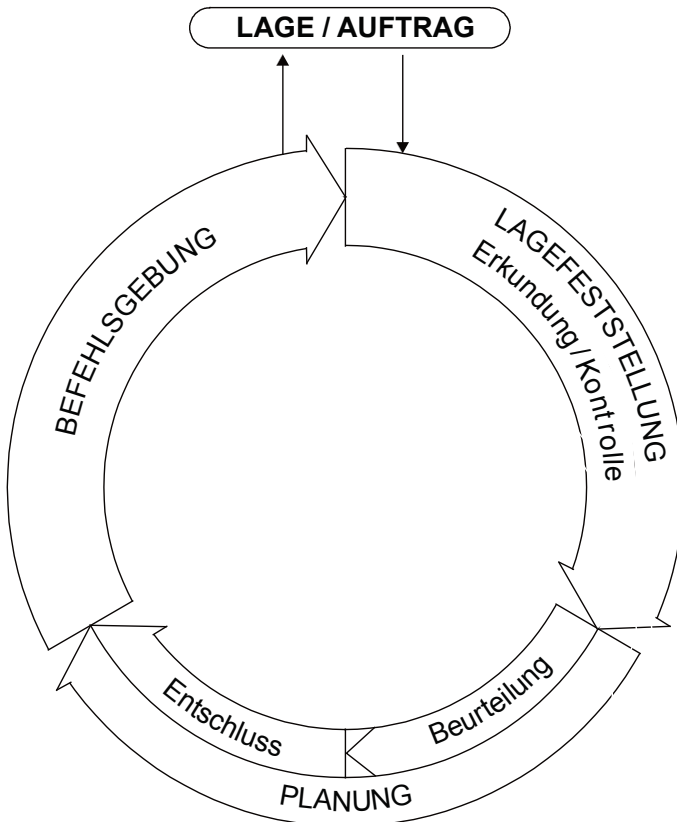 LAGE / AUFTRAG
LAGEFESTSTELLUNG
Erkundung/Kontrolle
Beurteilung
Entschluss
PLANUNG
BEFEHLSGEBUNG